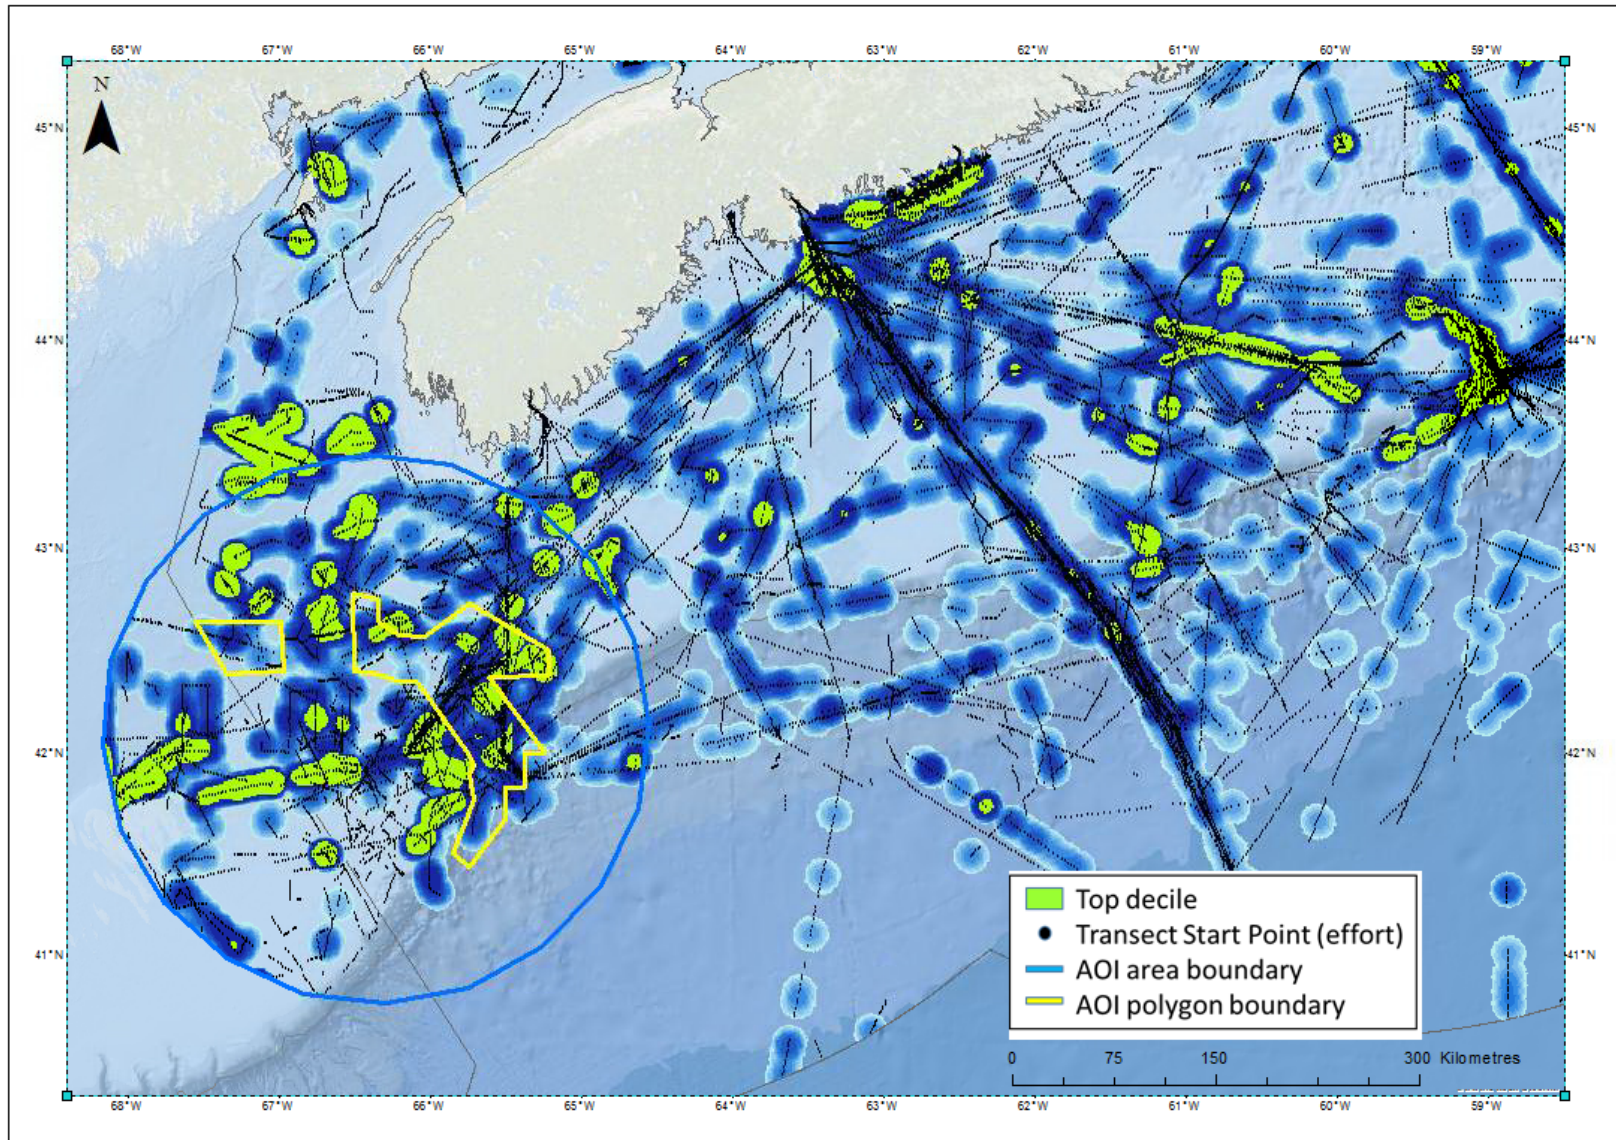 68°W 67°W 66°W 65°W 64°W 63°W 62°W 61°W 60°W 59°W
N
45°N 45°N
44°N 44°N
43°N 43°N
42°N 42°N
41°N 41°N
Top decile
Transect Start Point (effort)
AOI area boundary
AOI polygon boundary
0 75 150 300 Kilometres
68°W 67°W 66°W 65°W 64°W 63°W 62°W 61°W 60°W 59°W